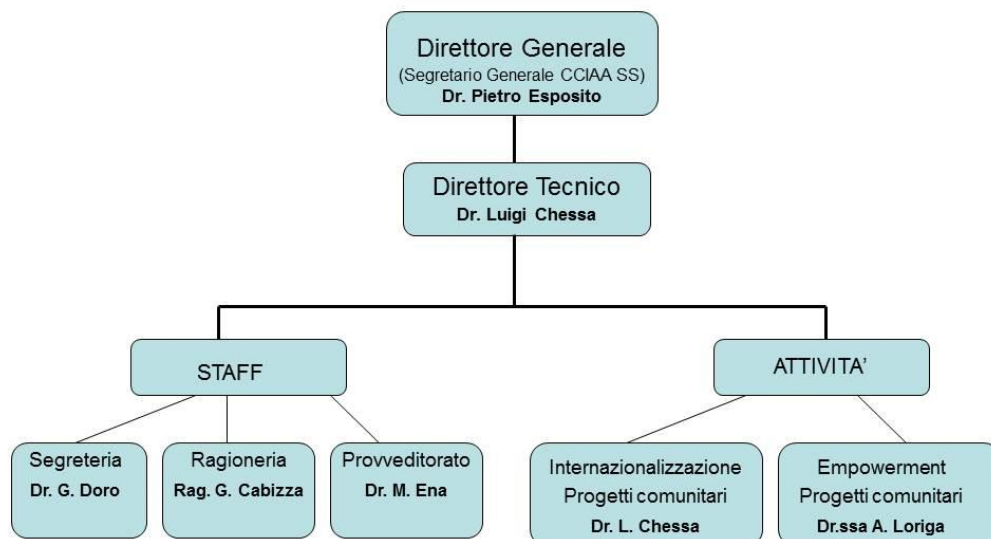 Direttore Generale
(Segretario Generale CCIAA SS)
Dr. Pietro Esposito
Direttore Tecnico
Dr. Luigi Chessa
STAFF
ATTIVITA’
Segreteria
Dr. G. Doro
Ragioneria
Rag. G. Cabizza
Provveditorato
Dr. M. Ena
Internazionalizzazione
Progetti comunitari
Dr. L. Chessa
Empowerment
Progetti comunitari
Dr.ssa A. Loriga